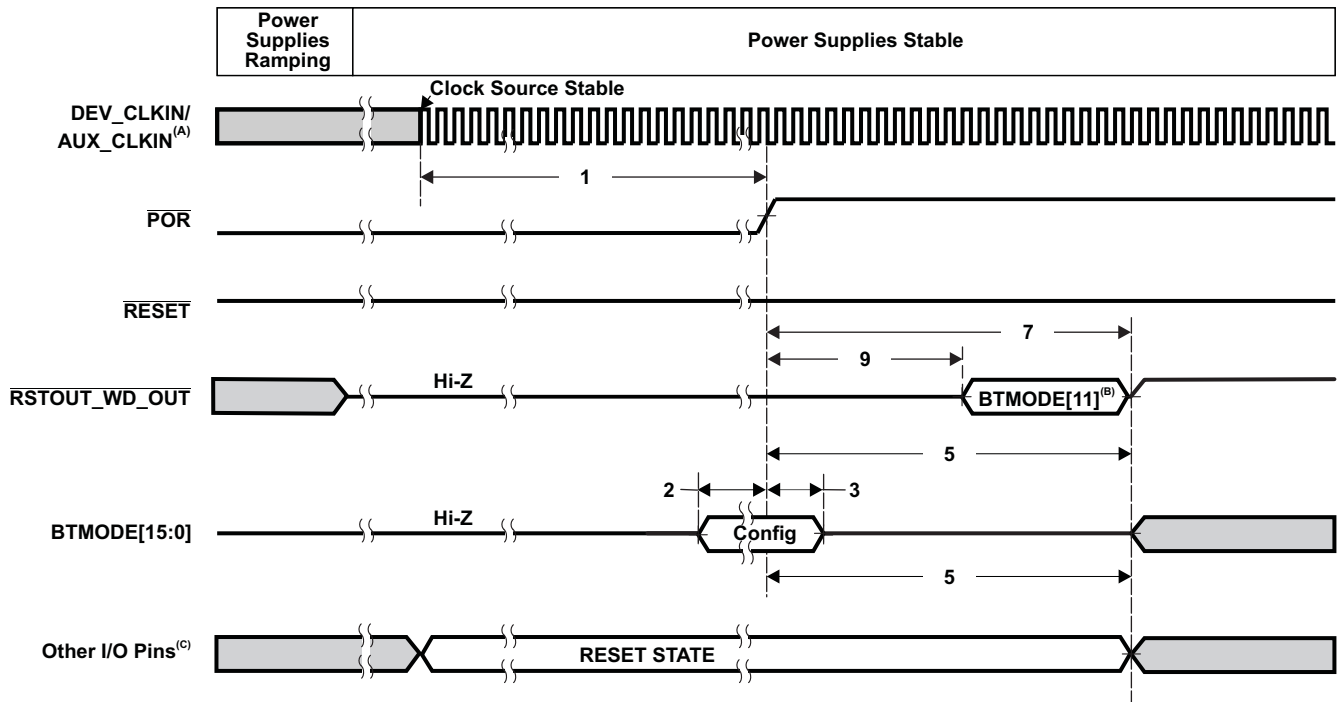 Power
Supplies
Ramping
Power Supplies Stable
Clock Source Stable
DEV_CLKIN/
AUX_CLKIN(A)
1
POR
RESET
7
9
RSTOUT_WD_OUT
Hi-Z
BTMODE[11](B)
5
2
3
BTMODE[15:0]
Hi-Z
Config
5
Other I/O Pins(C)
RESET STATE